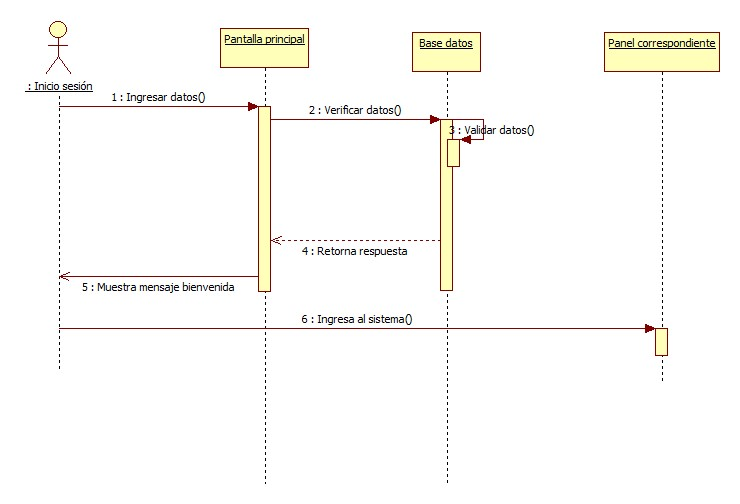 Pantalla principal
Base datos
Panel correspondiente
: Inicio sesión
1 : Ingresar datos()
2 : Verificar datos()
3 : Validar datos()
4 : Retorna respuesta
5 : Muestra mensaje bienvenida
6 : Ingresa al sistema()